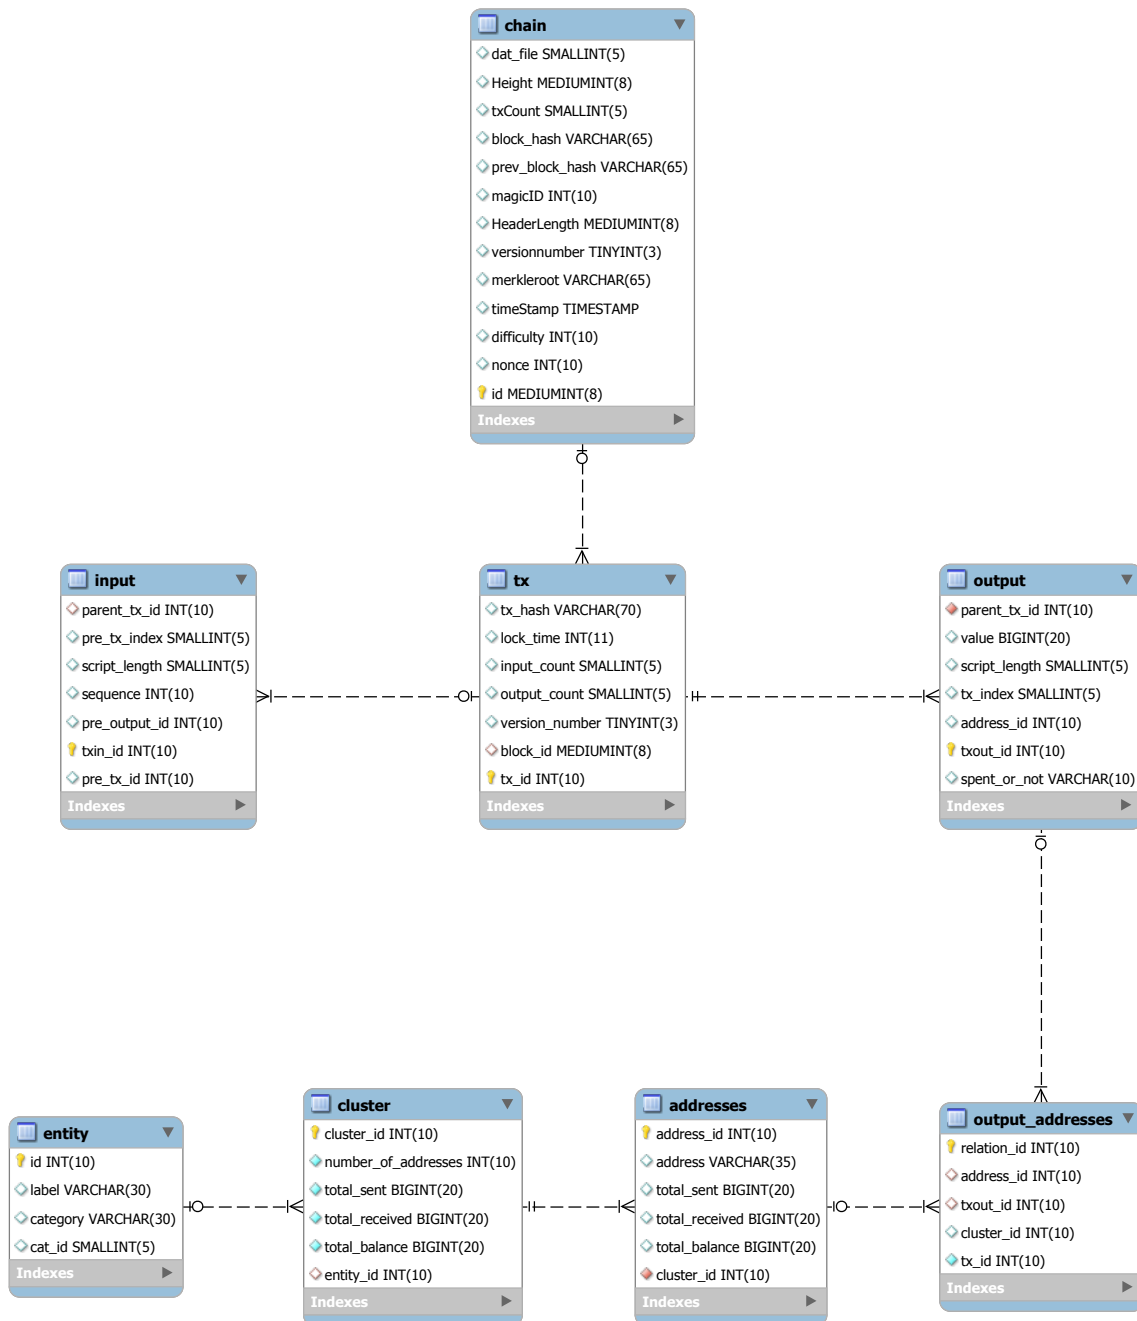 chain
dat_file SMALLINT(5)
Height MEDIUMINT(8)
txCount SMALLINT(5)
block_hash VARCHAR(65)
prev_block_hash VARCHAR(65)
magicID INT(10)
HeaderLength MEDIUMINT(8)
versionnumber TINYINT(3)
merkleroot VARCHAR(65)
timeStamp TIMESTAMP
difficulty INT(10)
nonce INT(10)
id MEDIUMINT(8)
Indexes
input
parent_tx_id INT(10)
pre_tx_index SMALLINT(5)
script_length SMALLINT(5)
sequence INT(10)
pre_output_id INT(10)
txin_id INT(10)
pre_tx_id INT(10)
Indexes
tx
tx_hash VARCHAR(70)
lock_time INT(11)
input_count SMALLINT(5)
output_count SMALLINT(5)
version_number TINYINT(3)
block_id MEDIUMINT(8)
tx_id INT(10)
Indexes
output
parent_tx_id INT(10)
value BIGINT(20)
script_length SMALLINT(5)
tx_index SMALLINT(5)
address_id INT(10)
txout_id INT(10)
spent_or_not VARCHAR(10)
Indexes
entity
id INT(10)
label VARCHAR(30)
category VARCHAR(30)
cat_id SMALLINT(5)
Indexes
cluster
cluster_id INT(10)
number_of_addresses INT(10)
total_sent BIGINT(20)
total_received BIGINT(20)
total_balance BIGINT(20)
entity_id INT(10)
Indexes
addresses
address_id INT(10)
address VARCHAR(35)
total_sent BIGINT(20)
total_received BIGINT(20)
total_balance BIGINT(20)
cluster_id INT(10)
Indexes
output_addresses
relation_id INT(10)
address_id INT(10)
txout_id INT(10)
cluster_id INT(10)
tx_id INT(10)
Indexes